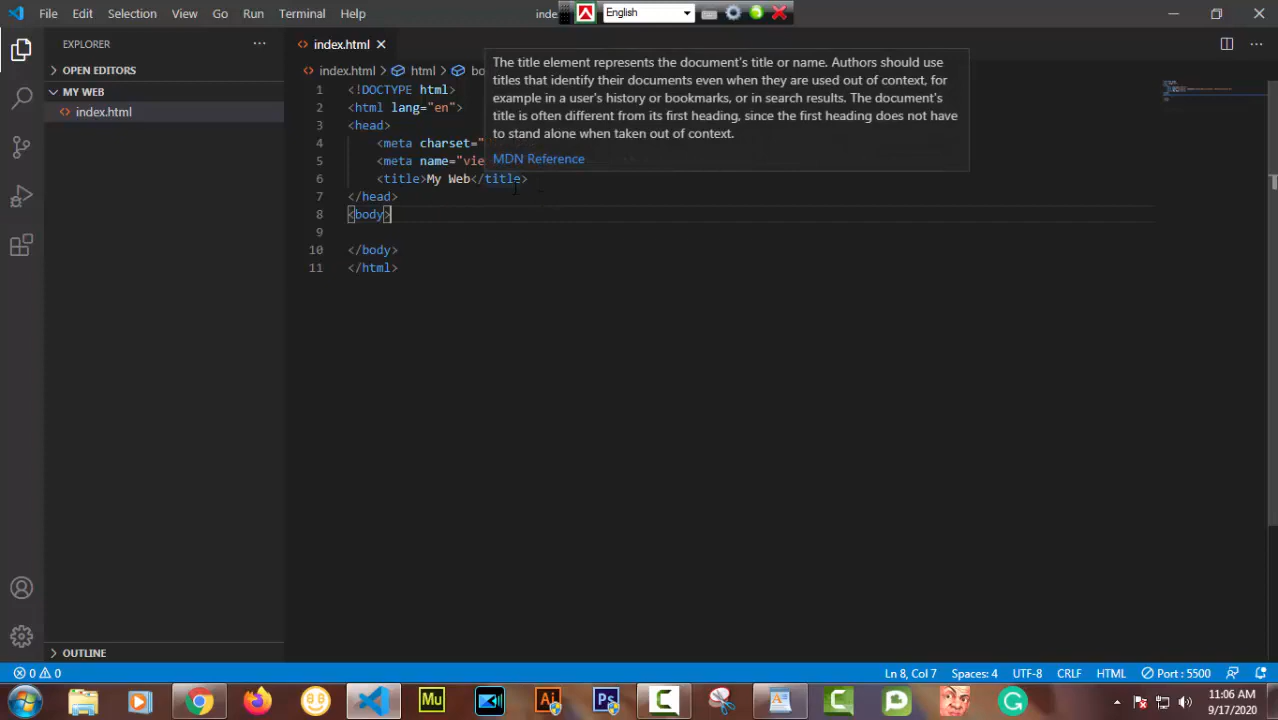 File Edit Selection View Go Run Terminal Help
inde
English
EXPLORER
index.html
OPEN EDITORS
MY WEB
index.html
index.html > html > bo
The title element represents the document's title or name. Authors should use
titles that identify their documents even when they are used out of context, for
example in a user's history or bookmarks, or in search results. The document's
title is often different from its first heading, since the first heading does not have
to stand alone when taken out of context.
MDN Reference
1 <!DOCTYPE html>
2 <html lang="en">
3 <head>
4 <meta charset="
5 <meta name="vie
6 <title>My Web</title>
7 </head>
8 <body>
9
10 </body>
11 </html>
OUTLINE
0 0
Ln 8, Col 7 Spaces: 4 UTF-8 CRLF HTML Port : 5500
Mu Ai Ps
11:06 AM
9/17/2020